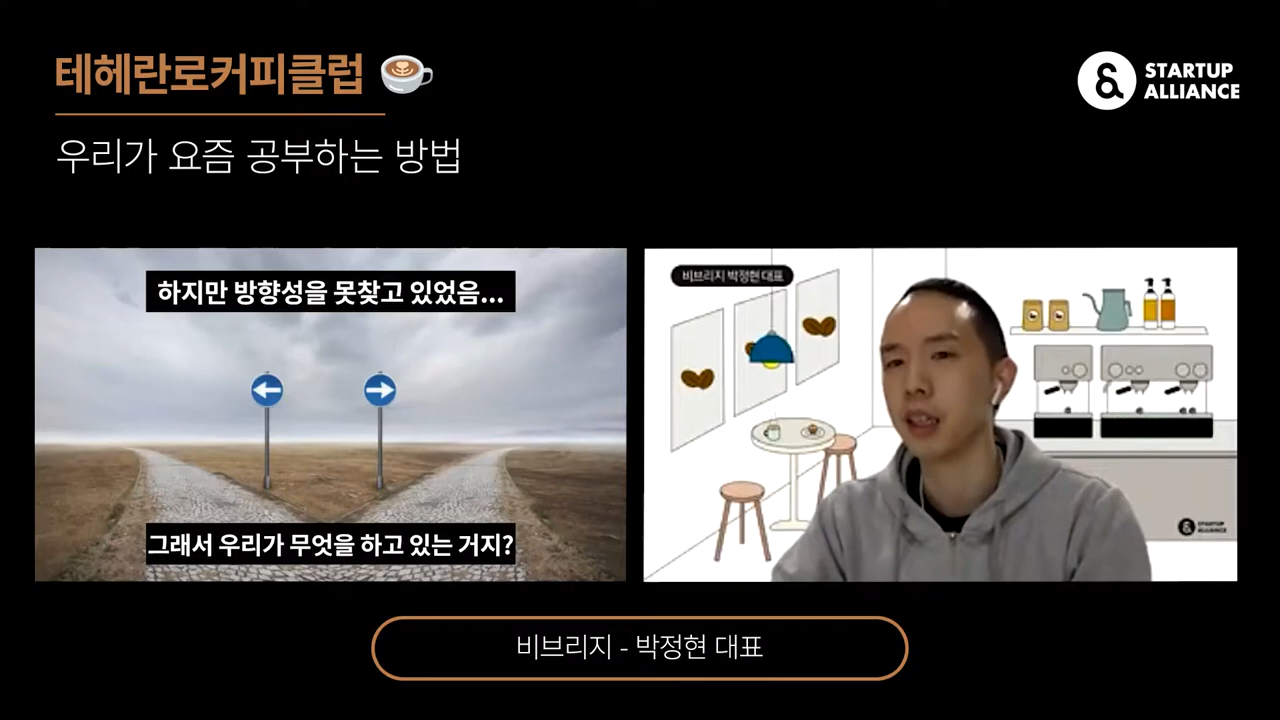 테헤란로커피클럽
STARTUP
ALLIANCE
우리가 요즘 공부하는 방법
하지만 방향성을 못찾고 있었음...
그래서 우리가 무엇을 하고 있는 거지?
비브리지 박정현 대표
STARTUP
ALLIANCE
비브리지 - 박정현 대표